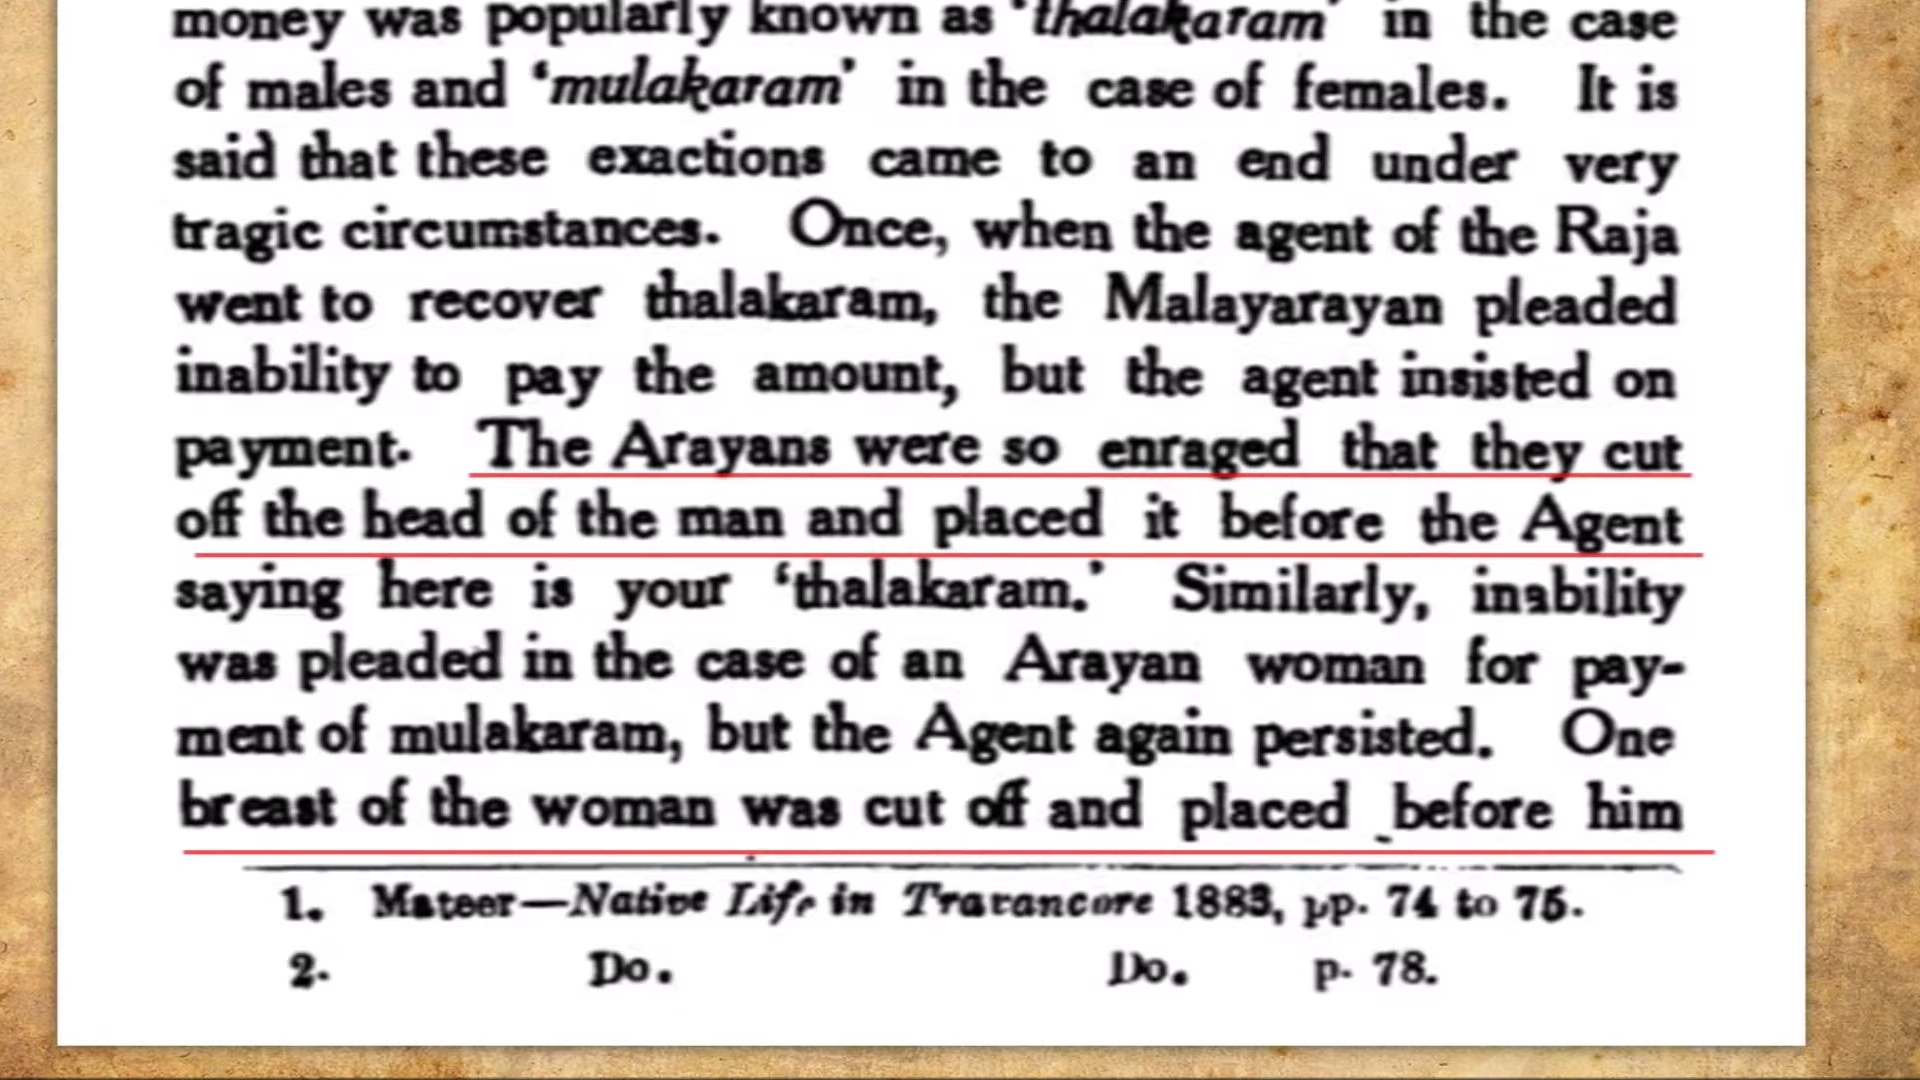 money was popularly known as 'thalakaram' in the case
of males and 'mulakaram' in the case of females. It is
said that these exactions came to an end under very
tragic circumstances. Once, when the agent of the Raja
went to recover thalakaram, the Malayarayan pleaded
inability to pay the amount, but the agent insisted on
payment. The Arayans were so enraged that they cut
off the head of the man and placed it before the Agent
saying here is your 'thalakaram.' Similarly, inability
was pleaded in the case of an Arayan woman for pay-
ment of mulakaram, but the Agent again persisted. One
breast of the woman was cut off and placed before him
1. Mateer—Native Life in Travancore 1883, pp. 74 to 75.
2. Do. Do. p. 78.